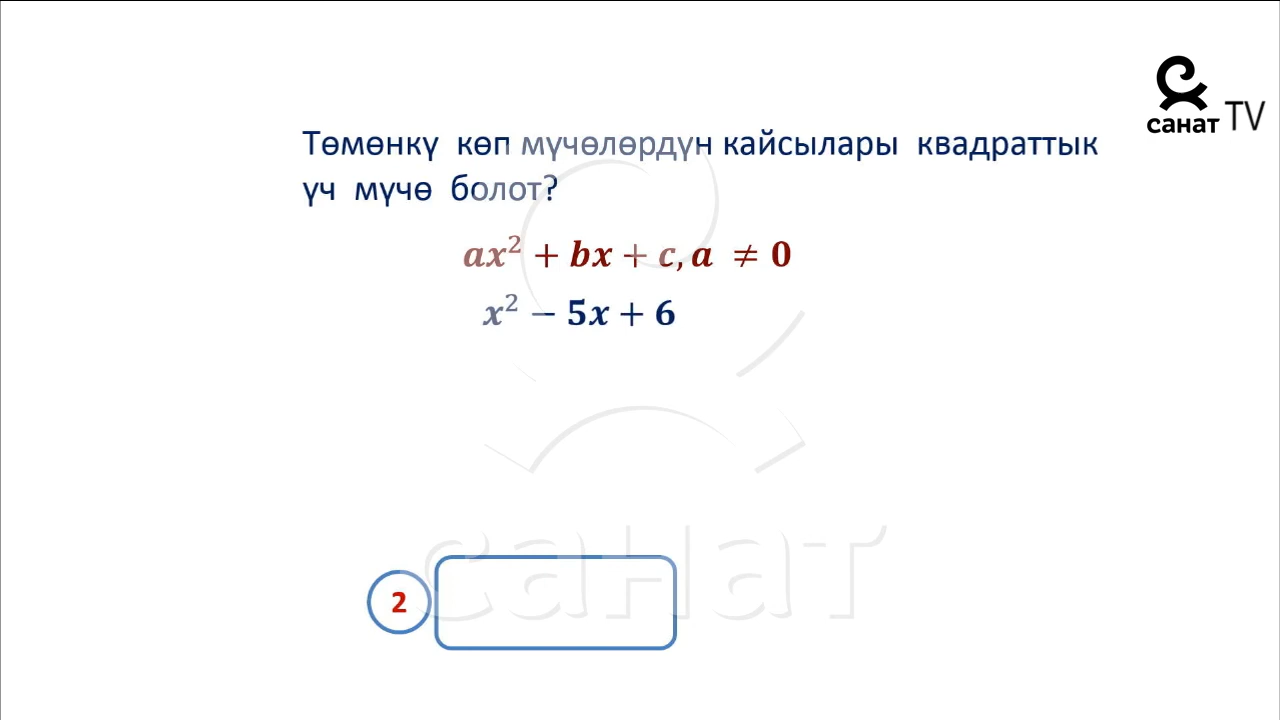 санат TV
Төмөнкү көп мүчөлөрдүн кайсылары квадраттык
үч мүчө болот?
ax² + bx + c, a ≠ 0
x² − 5x + 6
санат
2